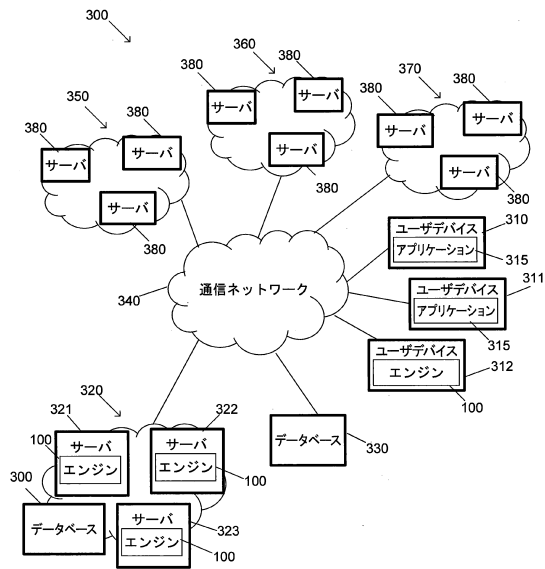 300
360
380
サーバ
380
サーバ
サーバ
380
370
380
サーバ
380
サーバ
サーバ
380
350
380
サーバ
380
サーバ
サーバ
380
通信ネットワーク
340
ユーザデバイス
アプリケーション
310
315
ユーザデバイス
アプリケーション
311
315
ユーザデバイス
エンジン
312
100
320
321
サーバ
エンジン
100
322
サーバ
エンジン
100
300
データベース
サーバ
エンジン
323
100
データベース
330